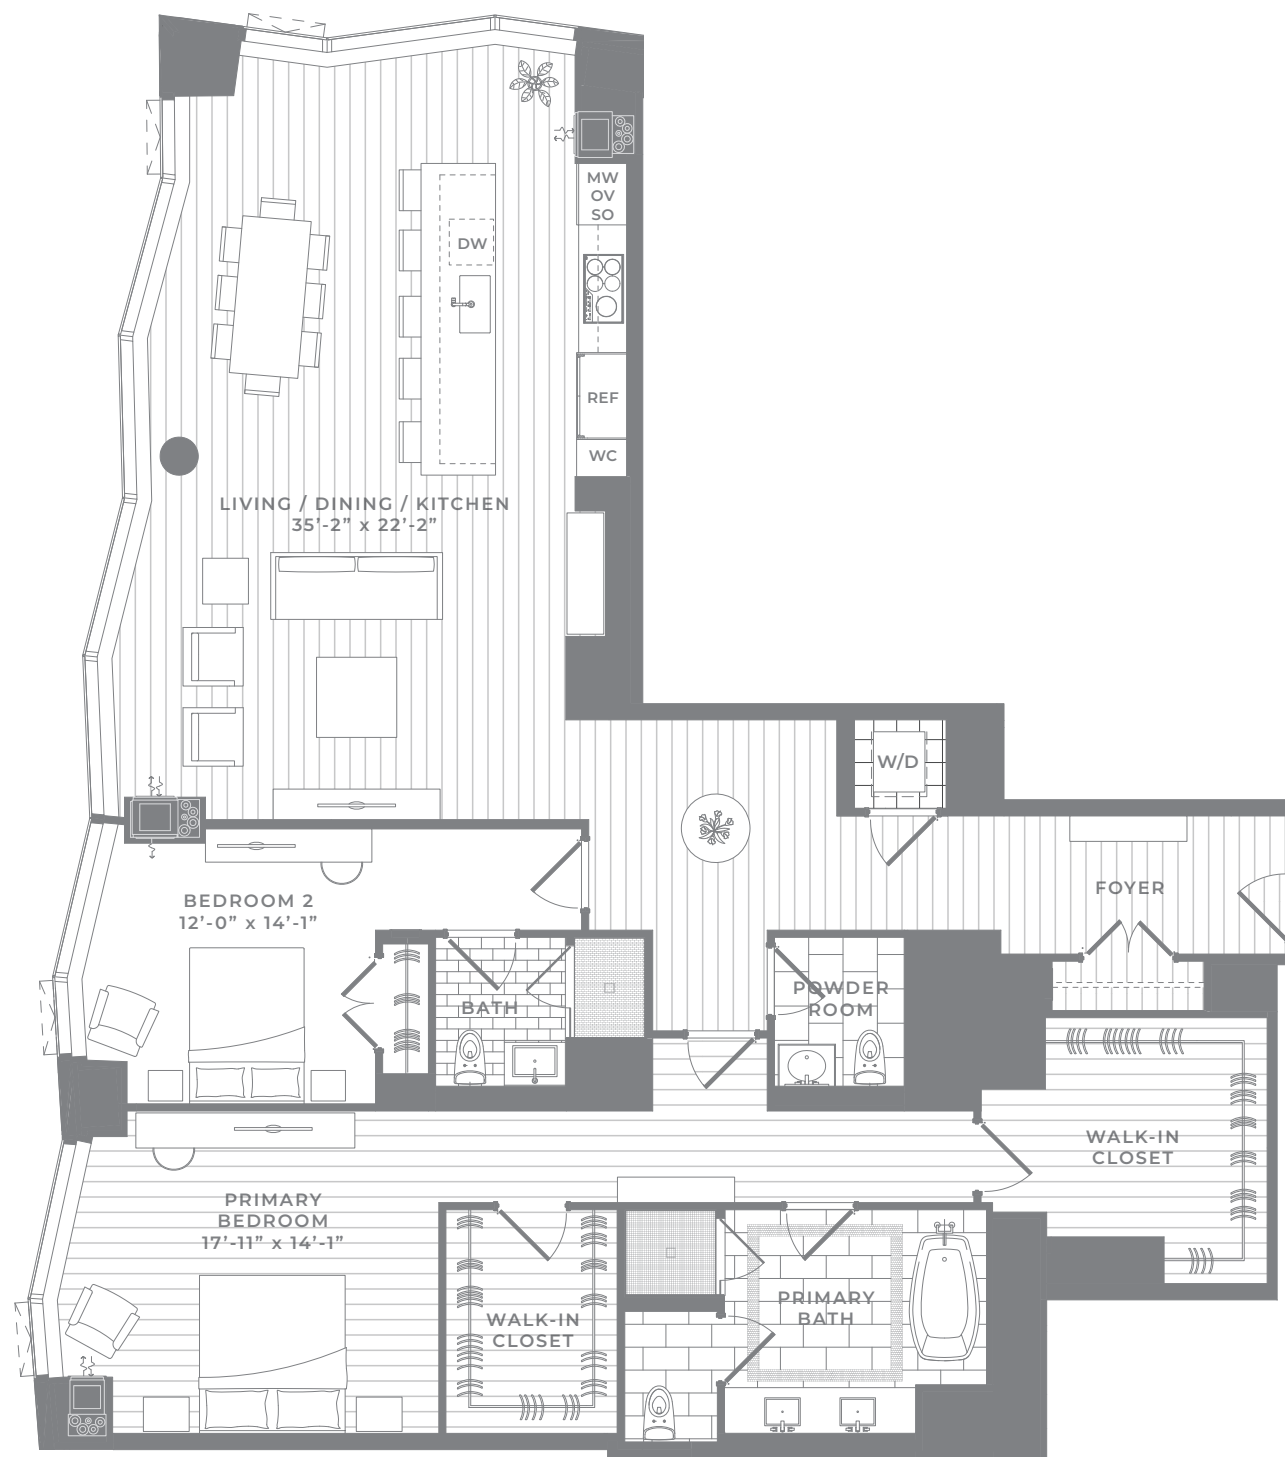 MW
OV
SO
DW
REF
WC
LIVING / DINING / KITCHEN
35’-2” x 22’-2”
W/D
FOYER
BEDROOM 2
12’-0” x 14’-1”
BATH
POWDER
ROOM
WALK-IN
CLOSET
PRIMARY
BEDROOM
17’-11” x 14’-1”
WALK-IN
CLOSET
PRIMARY
BATH